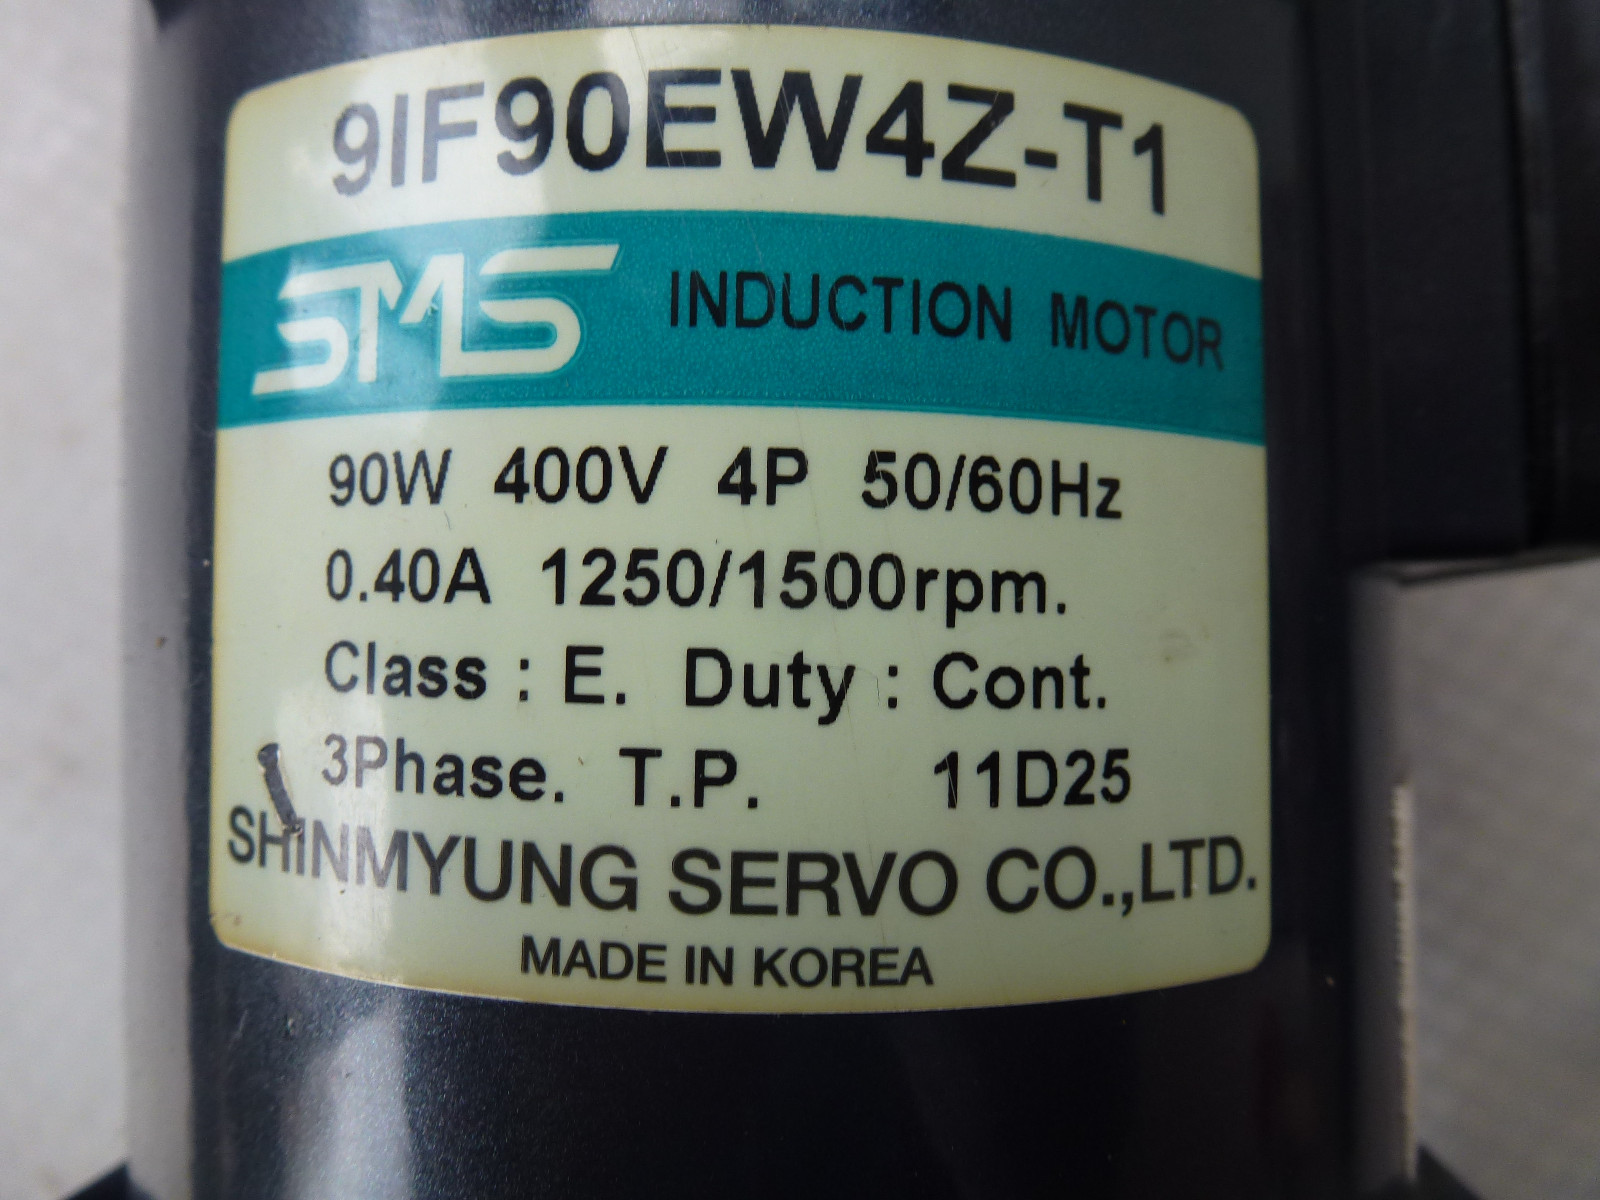 9IF90EW4Z-T1
SMS INDUCTION MOTOR
90W 400V 4P 50/60Hz
0.40A 1250/1500rpm.
Class : E. Duty : Cont.
3Phase. T.P. 11D25
SHINMYUNG SERVO CO.,LTD.
MADE IN KOREA